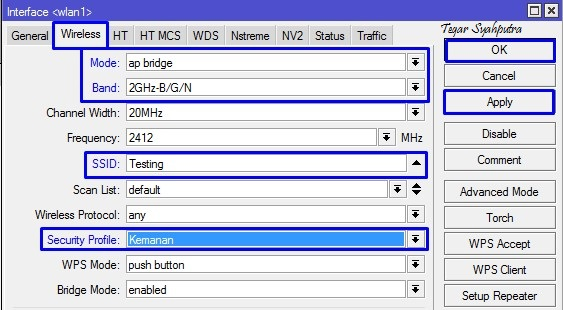 Interface <wlan1>
General Wireless HT HT MCS WDS Nstreme NV2 Status Traffic
Tegar Syahputra
Mode: ap bridge
Band: 2GHz-B/G/N
Channel Width: 20MHz
Frequency: 2412 MHz
SSID: Testing
Scan List: default
Wireless Protocol: any
Security Profile: Kemanan
WPS Mode: push button
Bridge Mode: enabled
OK
Cancel
Apply
Disable
Comment
Advanced Mode
Torch
WPS Accept
WPS Client
Setup Repeater